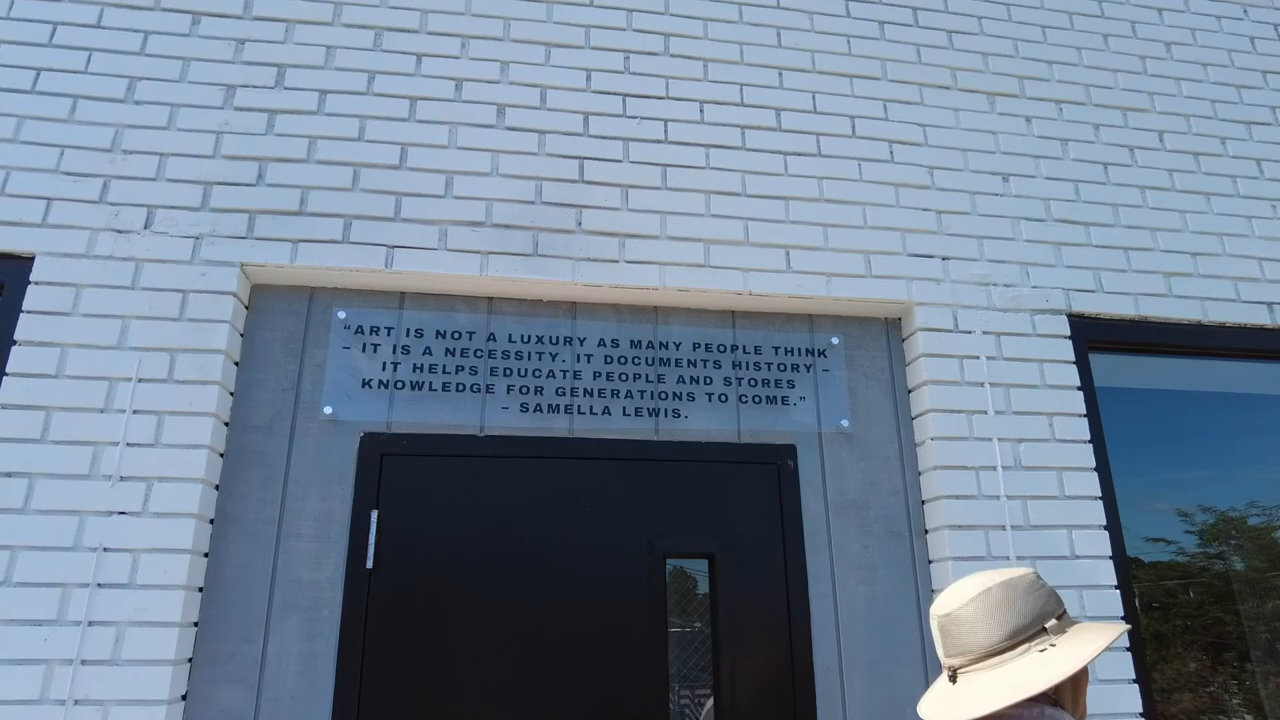 “ART IS NOT A LUXURY AS MANY PEOPLE THINK
– IT IS A NECESSITY. IT DOCUMENTS HISTORY –
IT HELPS EDUCATE PEOPLE AND STORES
KNOWLEDGE FOR GENERATIONS TO COME.”
– SAMELLA LEWIS.